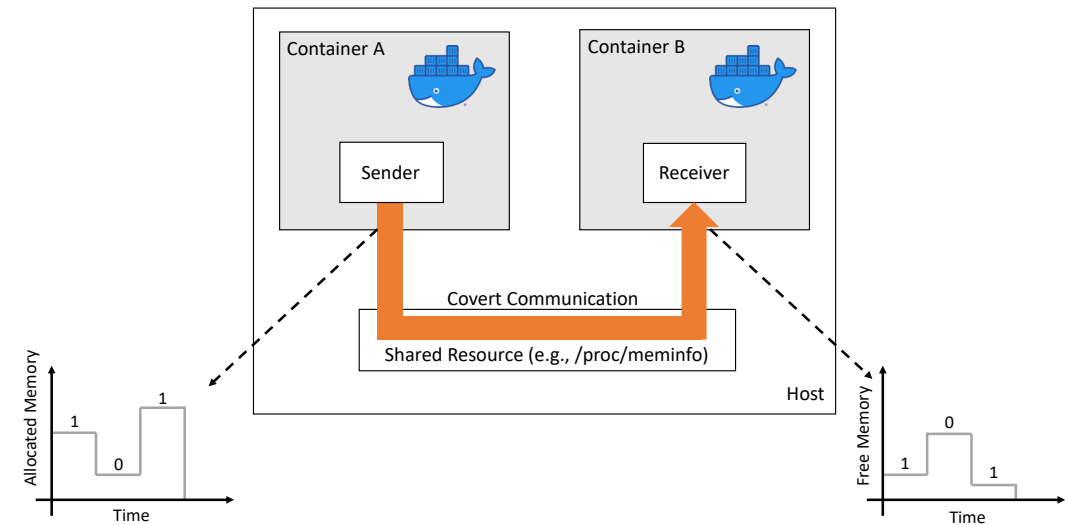 Container A
Container B
Sender
Receiver
Covert Communication
Shared Resource (e.g., /proc/meminfo)
Host
Allocated Memory
1
0
1
Time
Free Memory
1
0
1
Time